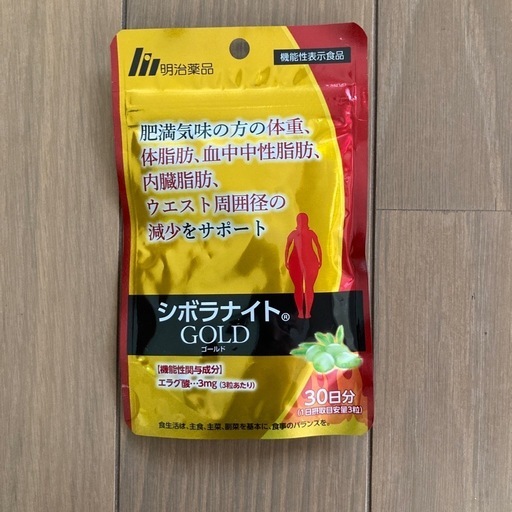 明治薬品
機能性表示食品
肥満気味の方の体重、
体脂肪、血中中性脂肪、
内臓脂肪、
ウエスト周囲径の
減少をサポート
シボラナイト®
GOLD
ゴールド
【機能性関与成分】
エラグ酸…3mg (3粒あたり)
30日分
(1日摂取目安量3粒)
食生活は、主食、主菜、副菜を基本に、食事のバランスを。